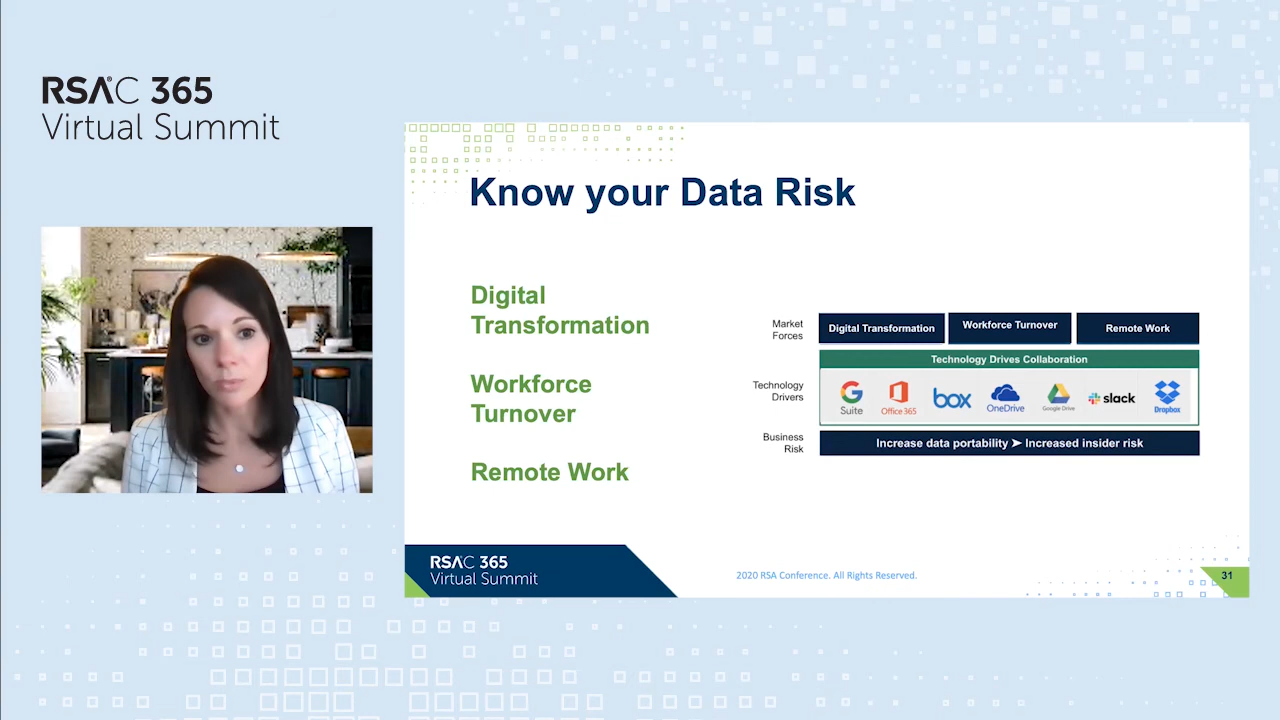 RSAC 365
Virtual Summit
Know your Data Risk
Digital
Transformation
Workforce
Turnover
Remote Work
Market
Forces
Digital Transformation
Workforce Turnover
Remote Work
Technology Drives Collaboration
Technology
Drivers
G Suite
Office 365
box
OneDrive
Google Drive
slack
Dropbox
Business
Risk
Increase data portability ➤ Increased insider risk
RSAC 365
Virtual Summit
2020 RSA Conference. All Rights Reserved.
31